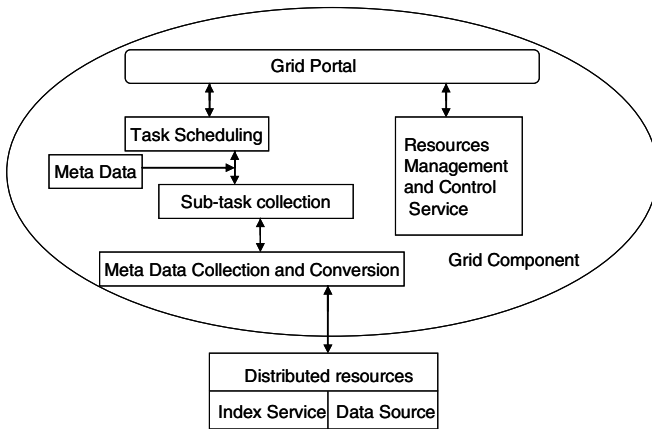 Grid Portal
Task Scheduling
Resources
Management
and Control
Service
Meta Data
Sub-task collection
Grid Component
Meta Data Collection and Conversion
Distributed resources
Index Service
Data Source